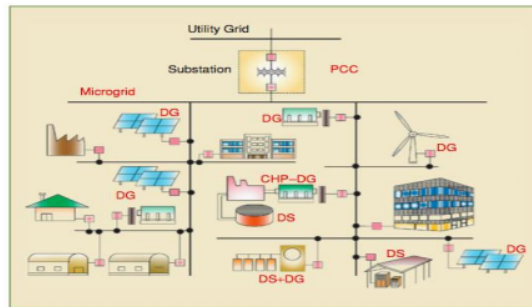 Utility Grid
Substation
PCC
Microgrid
DG
DG
DG
DG
CHP–DG
DS
DS+DG
DS
DG